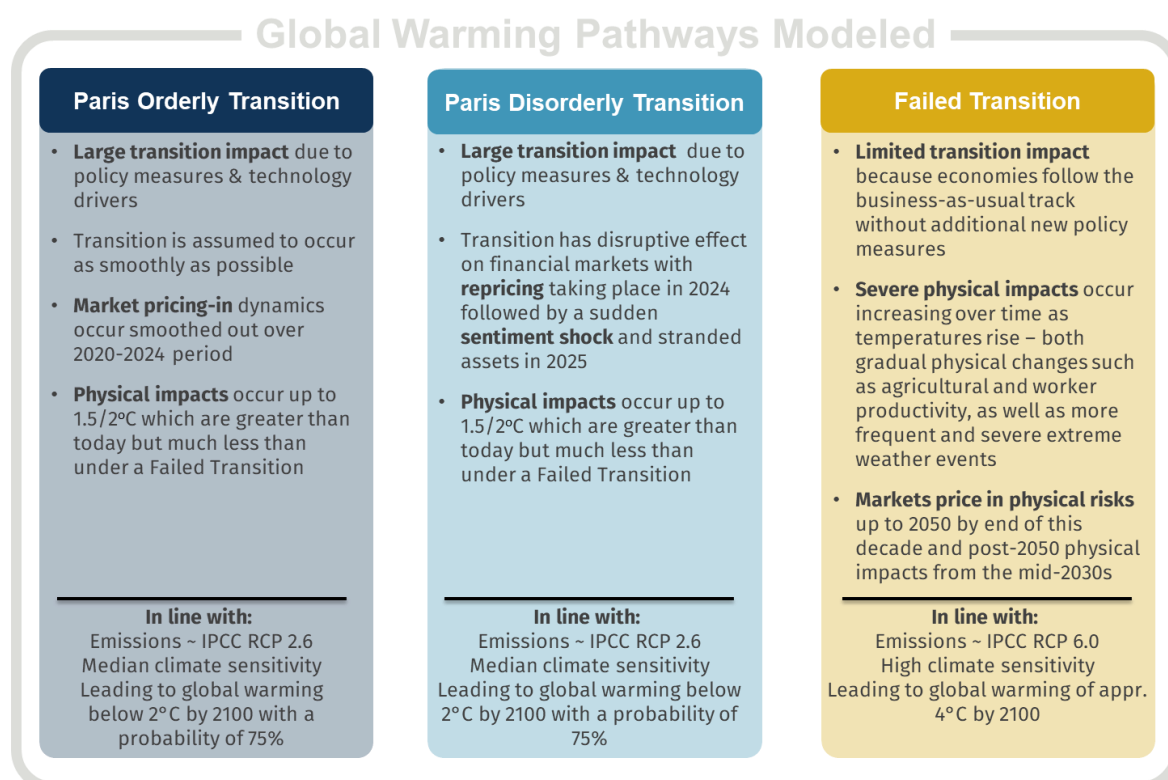 Global Warming Pathways Modeled
Paris Orderly Transition
• Large transition impact due to
policy measures & technology
drivers
• Transition is assumed to occur
as smoothly as possible
• Market pricing-in dynamics
occur smoothed out over
2020-2024 period
• Physical impacts occur up to
1.5/2ºC which are greater than
today but much less than
under a Failed Transition
In line with:
Emissions ~ IPCC RCP 2.6
Median climate sensitivity
Leading to global warming
below 2°C by 2100 with a
probability of 75%
Paris Disorderly Transition
• Large transition impact due to
policy measures & technology
drivers
• Transition has disruptive effect
on financial markets with
repricing taking place in 2024
followed by a sudden
sentiment shock and stranded
assets in 2025
• Physical impacts occur up to
1.5/2ºC which are greater than
today but much less than
under a Failed Transition
In line with:
Emissions ~ IPCC RCP 2.6
Median climate sensitivity
Leading to global warming below
2°C by 2100 with a probability of
75%
Failed Transition
• Limited transition impact
because economies follow the
business-as-usual track
without additional new policy
measures
• Severe physical impacts occur
increasing over time as
temperatures rise – both
gradual physical changes such
as agricultural and worker
productivity, as well as more
frequent and severe extreme
weather events
• Markets price in physical risks
up to 2050 by end of this
decade and post-2050 physical
impacts from the mid-2030s
In line with:
Emissions ~ IPCC RCP 6.0
High climate sensitivity
Leading to global warming of appr.
4°C by 2100